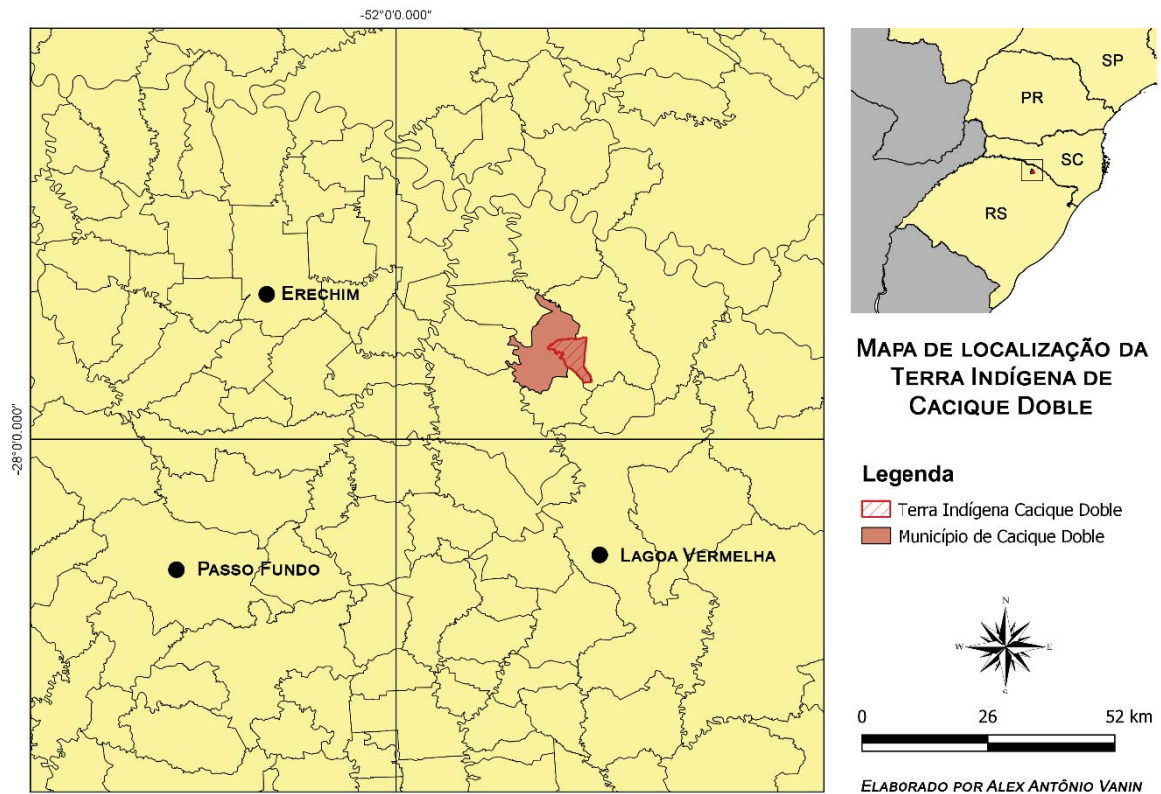 -52°0'0.000"
-28°0'0.000"
ERECHIM
PASSO FUNDO
LAGOA VERMELHA
SP
PR
SC
RS
MAPA DE LOCALIZAÇÃO DA
TERRA INDÍGENA DE
CACIQUE DOBLE
Legenda
Terra Indígena Cacique Doble
Município de Cacique Doble
N
W
E
S
0 26 52 km
ELABORADO POR ALEX ANTÔNIO VANIN